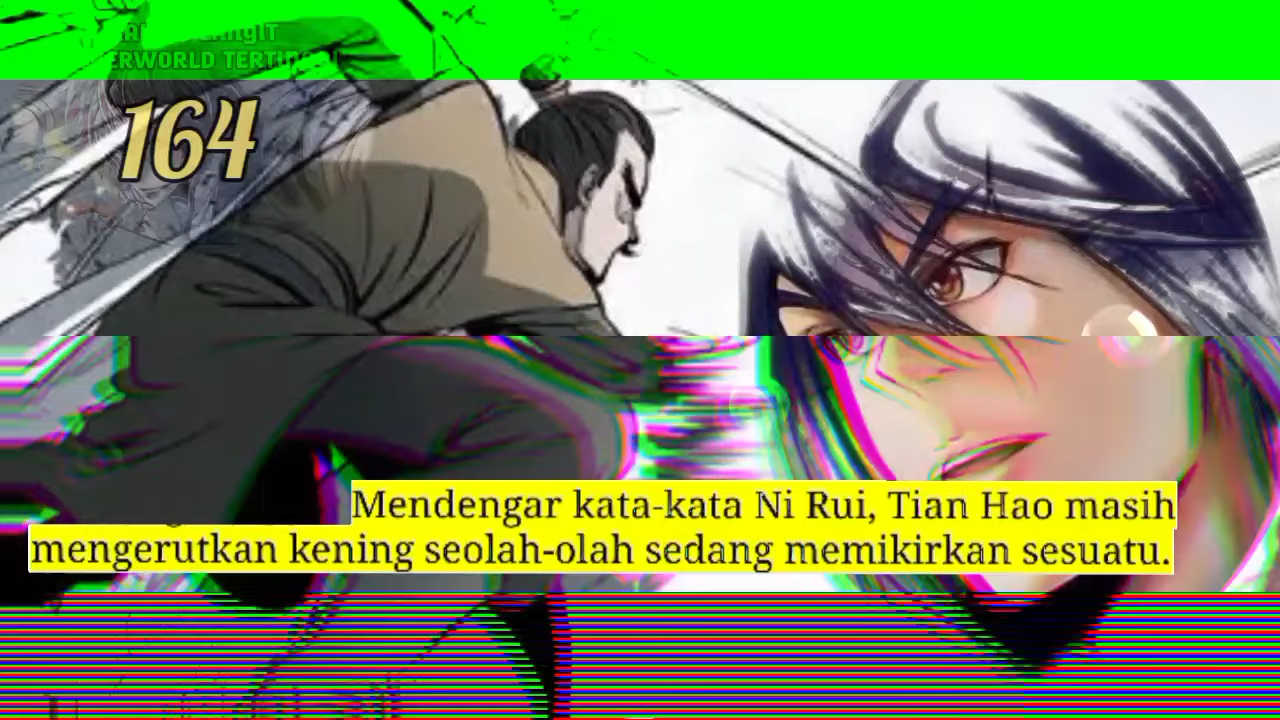 164
Mendengar kata-kata Ni Rui, Tian Hao masih
mengerutkan kening seolah-olah sedang memikirkan sesuatu.